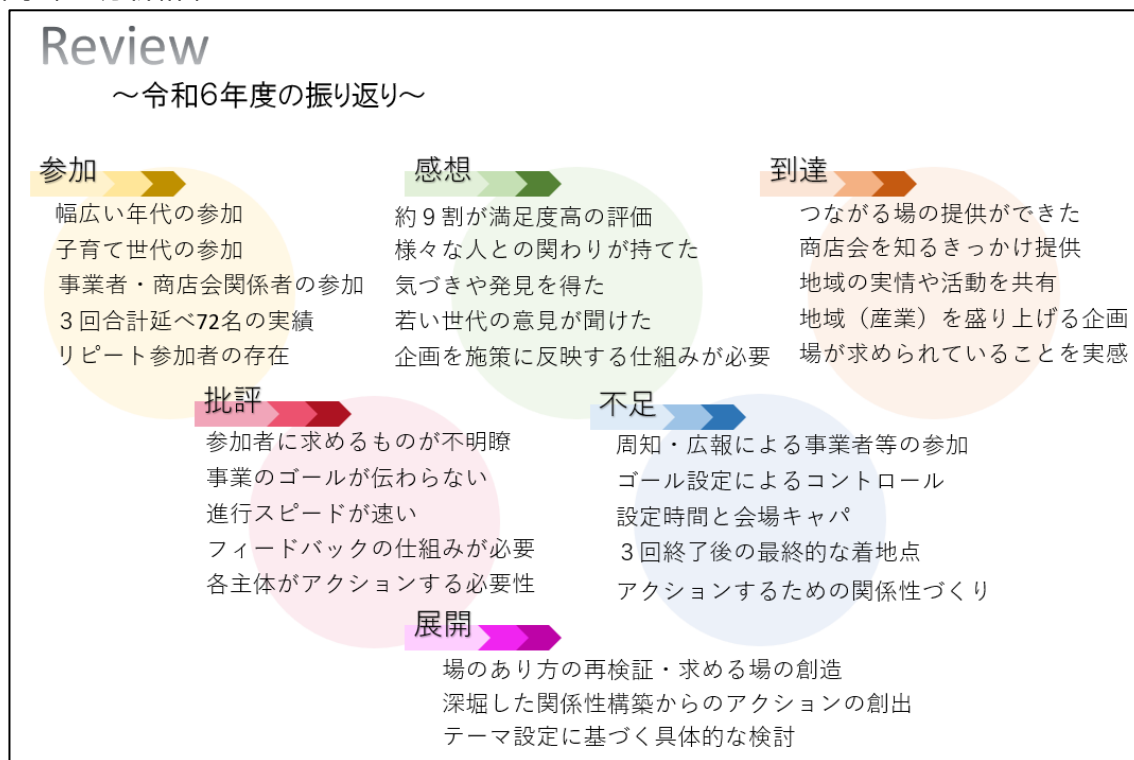 Review
～令和6年度の振り返り～
参加
幅広い年代の参加
子育て世代の参加
事業者・商店会関係者の参加
３回合計延べ72名の実績
リピート参加者の存在
感想
約９割が満足度高の評価
様々な人との関わりが持てた
気づきや発見を得た
若い世代の意見が聞けた
企画を施策に反映する仕組みが必要
到達
つながる場の提供ができた
商店会を知るきっかけ提供
地域の実情や活動を共有
地域（産業）を盛り上げる企画
場が求められていることを実感
批評
参加者に求めるものが不明瞭
事業のゴールが伝わらない
進行スピードが速い
フィードバックの仕組みが必要
各主体がアクションする必要性
不足
周知・広報による事業者等の参加
ゴール設定によるコントロール
設定時間と会場キャパ
３回終了後の最終的な着地点
アクションするための関係性づくり
展開
場のあり方の再検証・求める場の創造
深堀した関係性構築からのアクションの創出
テーマ設定に基づく具体的な検討